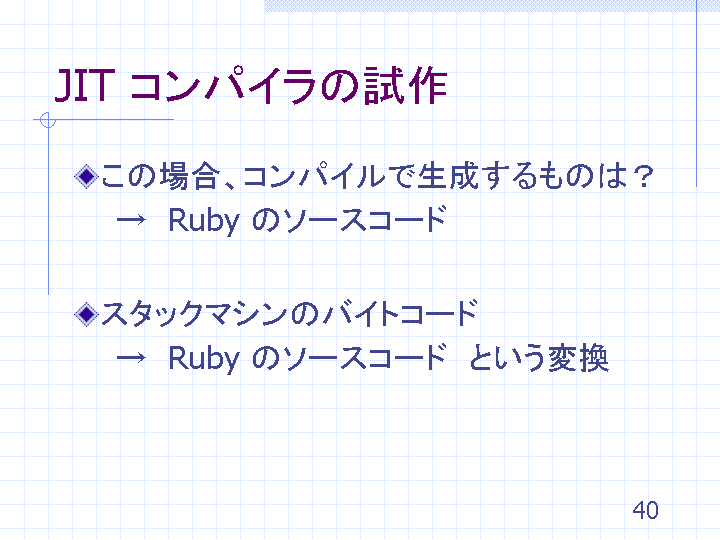 JIT コンパイラの試作
この場合、コンパイルで生成するものは？
→ Ruby のソースコード
スタックマシンのバイトコード
→ Ruby のソースコード という変換
40